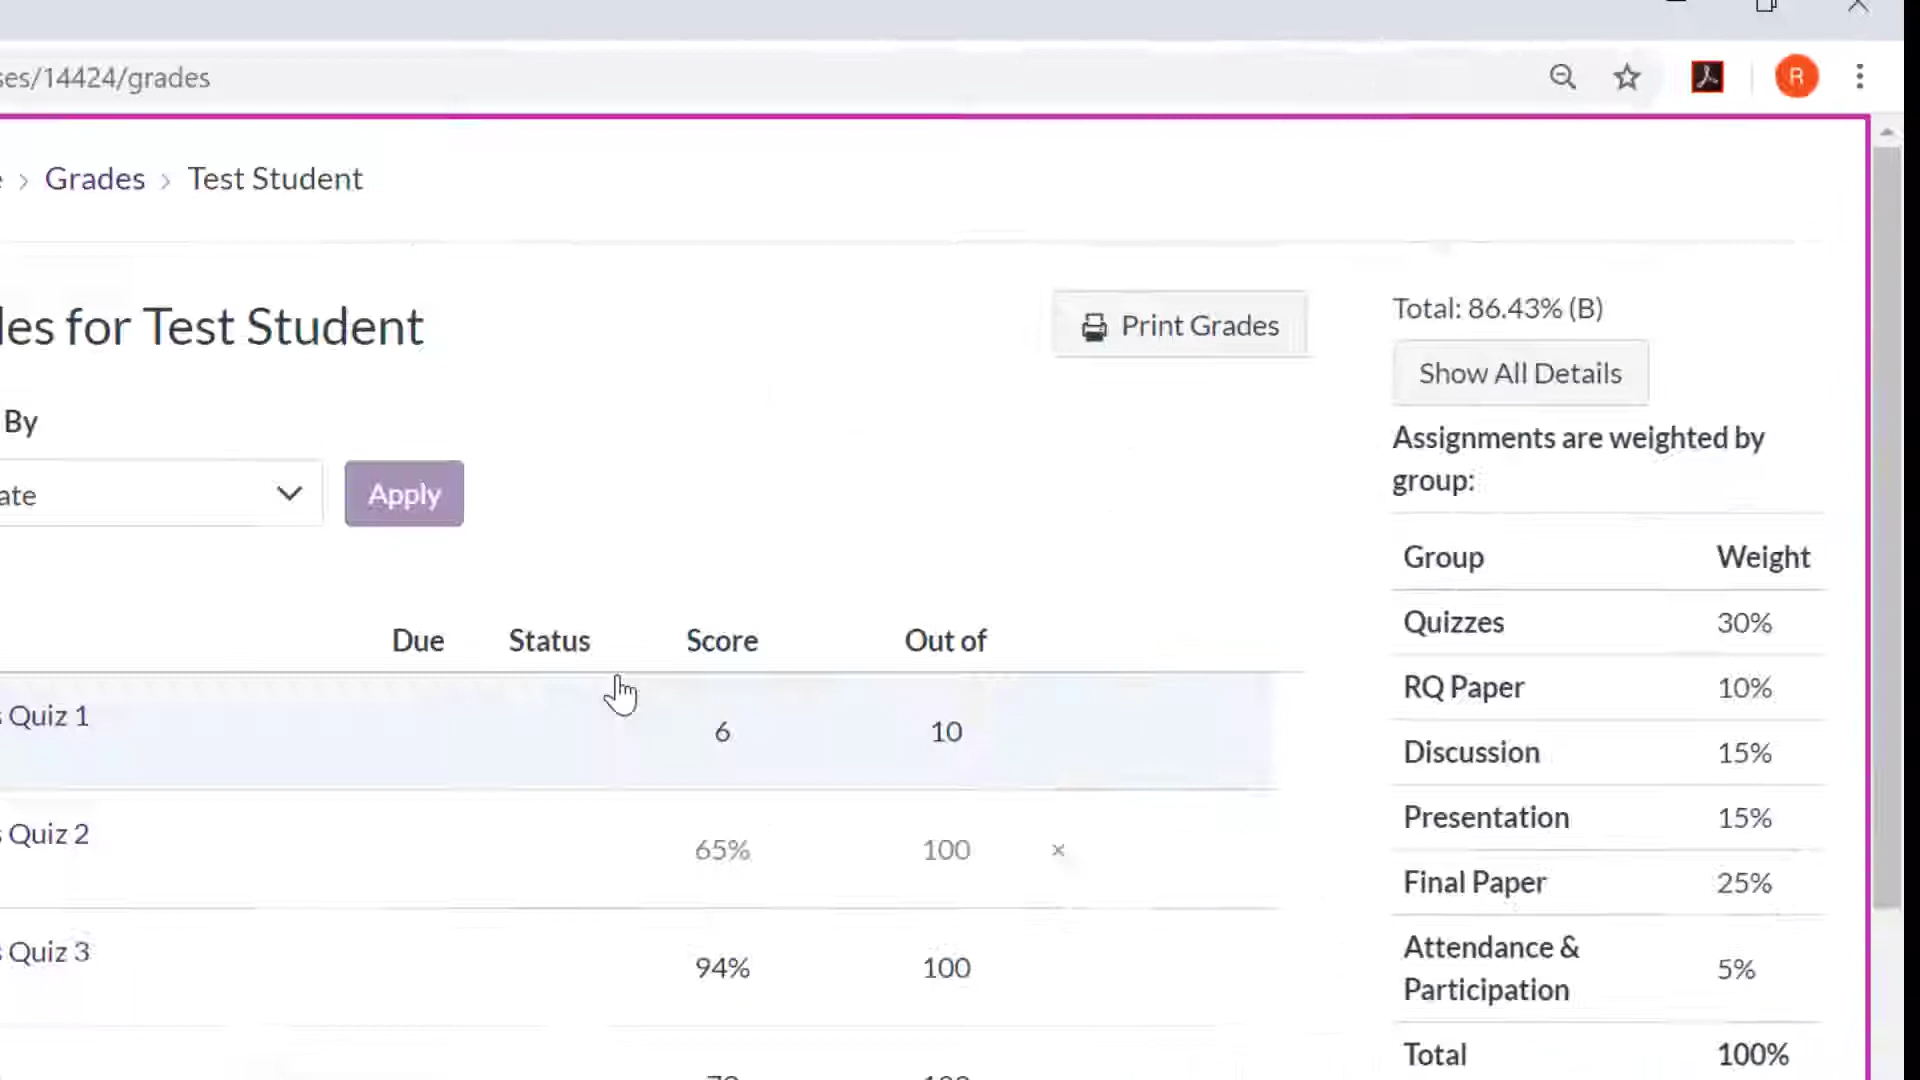 ses/14424/grades
R
Grades › Test Student
les for Test Student
Print Grades
Total: 86.43% (B)
Show All Details
Assignments are weighted by
group:
By
ate
Apply
Group Weight
Quizzes 30%
RQ Paper 10%
Discussion 15%
Presentation 15%
Final Paper 25%
Attendance &
Participation
5%
Total 100%
Due Status Score Out of
s Quiz 1
6 10
s Quiz 2
65% 100 ×
s Quiz 3
94% 100